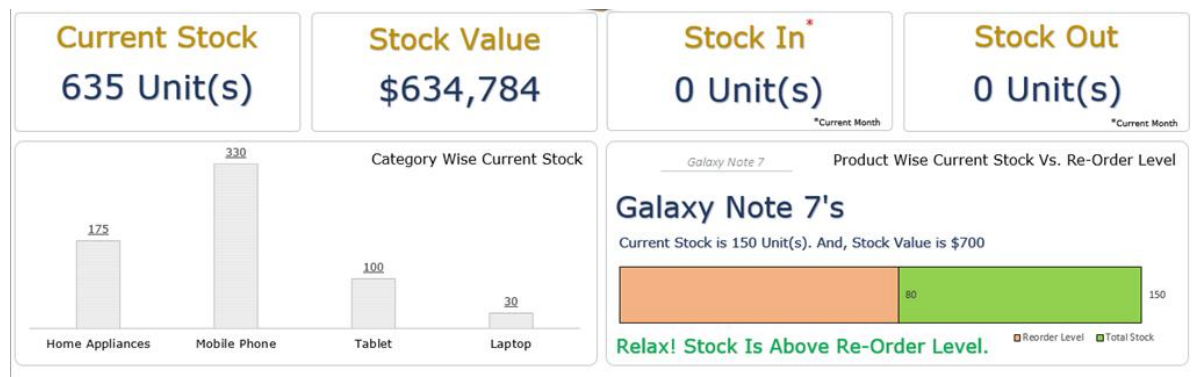 Current Stock
635 Unit(s)
Stock Value
$634,784
Stock In*
0 Unit(s)
*Current Month
Stock Out
0 Unit(s)
*Current Month
Category Wise Current Stock
330
175
100
30
Home Appliances
Mobile Phone
Tablet
Laptop
Galaxy Note 7
Product Wise Current Stock Vs. Re-Order Level
Galaxy Note 7's
Current Stock is 150 Unit(s). And, Stock Value is $700
80
150
Reorder Level
Total Stock
Relax! Stock Is Above Re-Order Level.